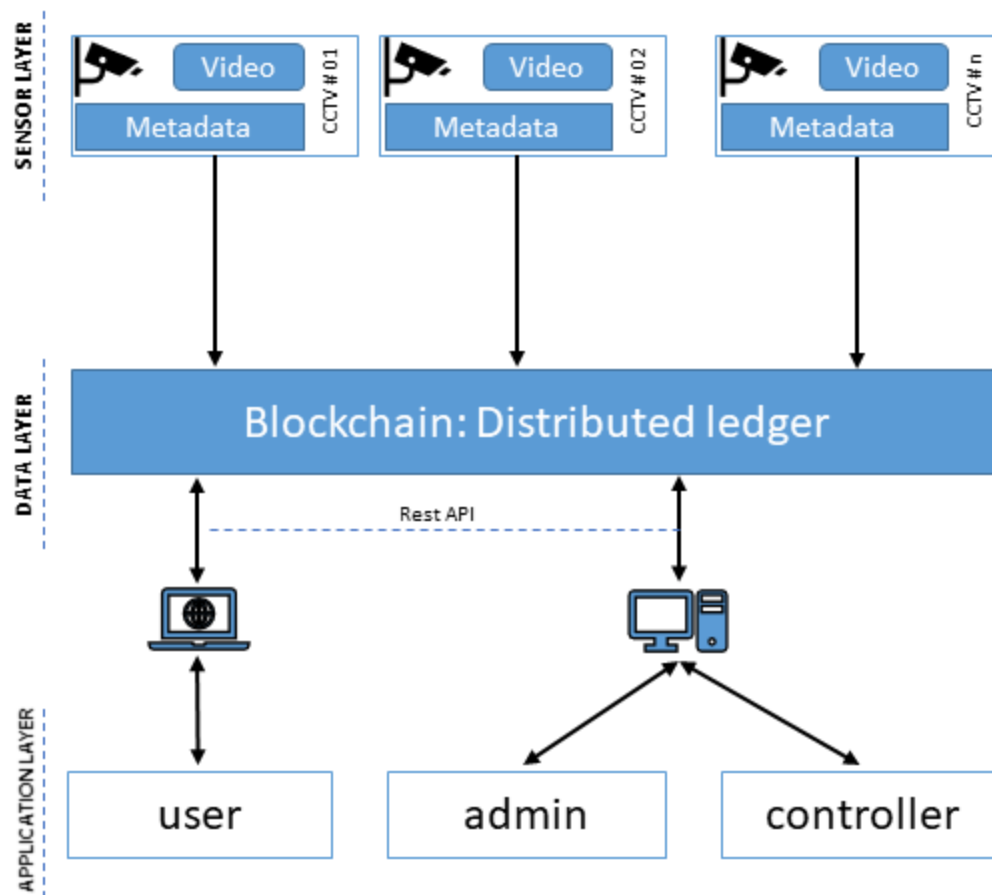 SENSOR LAYER
Video
Metadata
CCTV # 01
Video
Metadata
CCTV # 02
Video
Metadata
CCTV # n
DATA LAYER
Blockchain: Distributed ledger
Rest API
APPLICATION LAYER
user
admin
controller